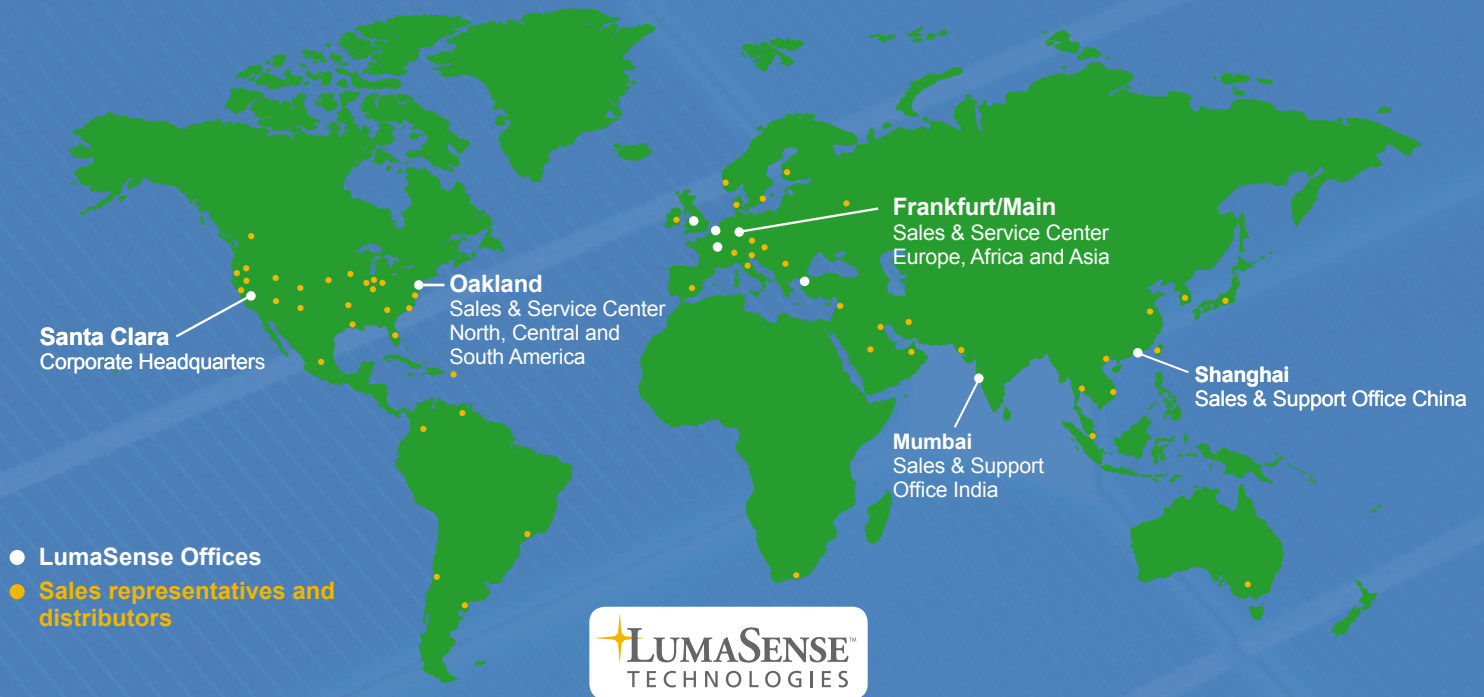 Santa Clara
Corporate Headquarters
Oakland
Sales & Service Center
North, Central and
South America
Frankfurt/Main
Sales & Service Center
Europe, Africa and Asia
Mumbai
Sales & Support
Office India
Shanghai
Sales & Support Office China
LumaSense Offices
Sales representatives and
distributors
LUMASENSE™
TECHNOLOGIES